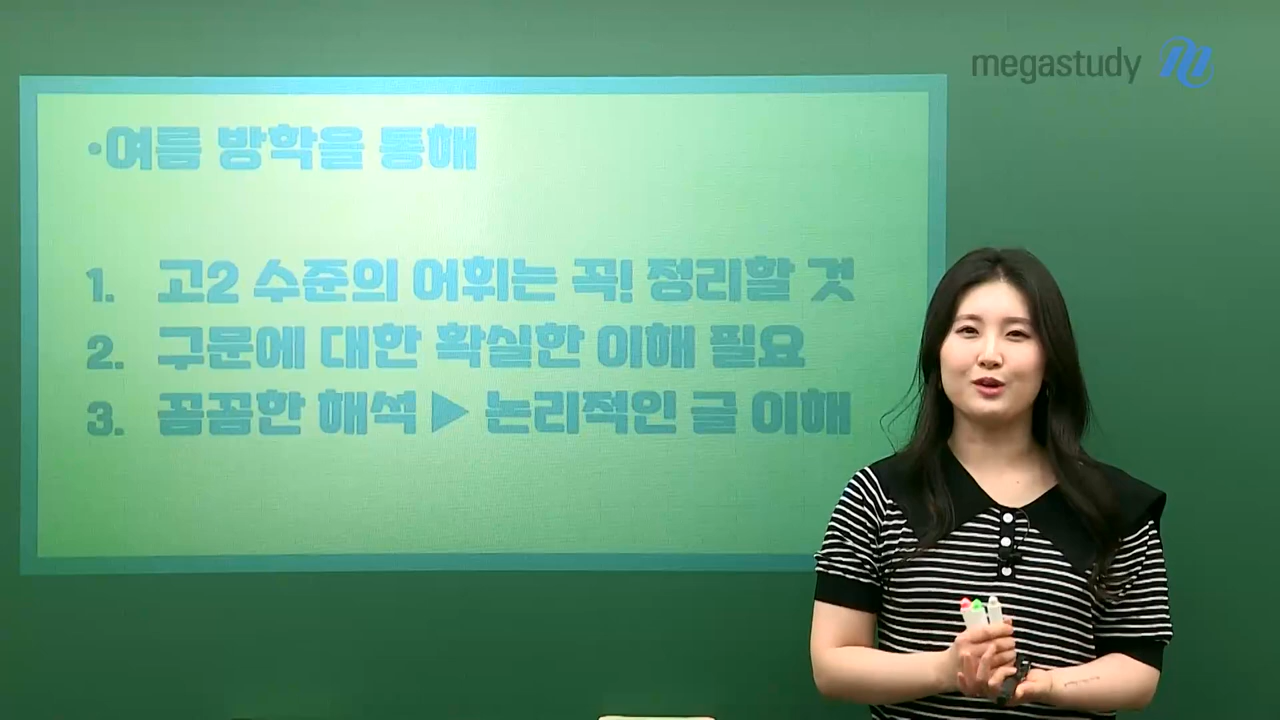 megastudy
·여름 방학을 통해
1. 고2 수준의 어휘는 꼭! 정리할 것
2. 구문에 대한 확실한 이해 필요
3. 꼼꼼한 해석 ▶ 논리적인 글 이해